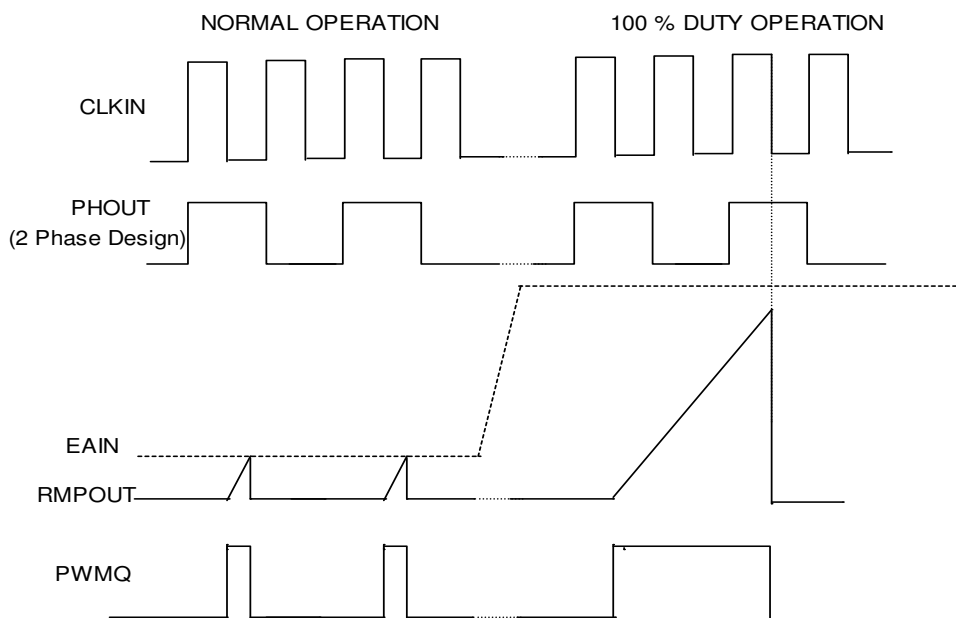 NORMAL OPERATION
100 % DUTY OPERATION
CLKIN
PHOUT
(2 Phase Design)
EAIN
RMPOUT
PWMQ